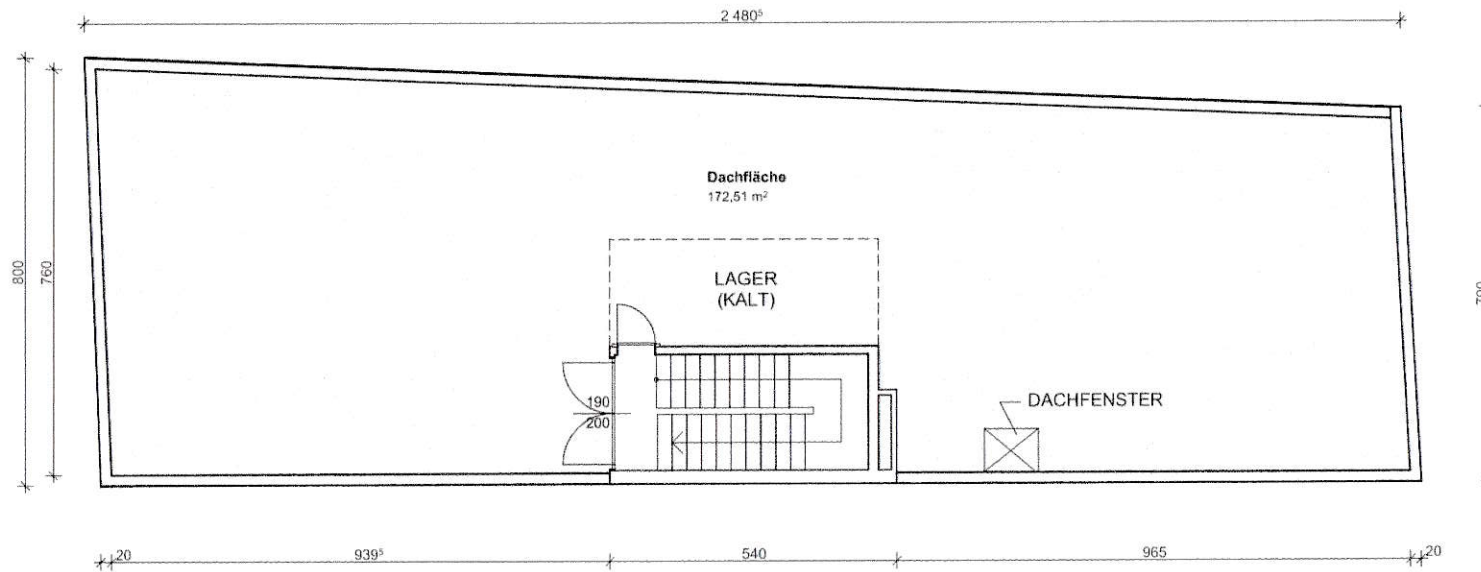 2 480⁵
800
760
Dachfläche
172,51 m²
LAGER
(KALT)
190
200
DACHFENSTER
20
939⁵
540
965
20